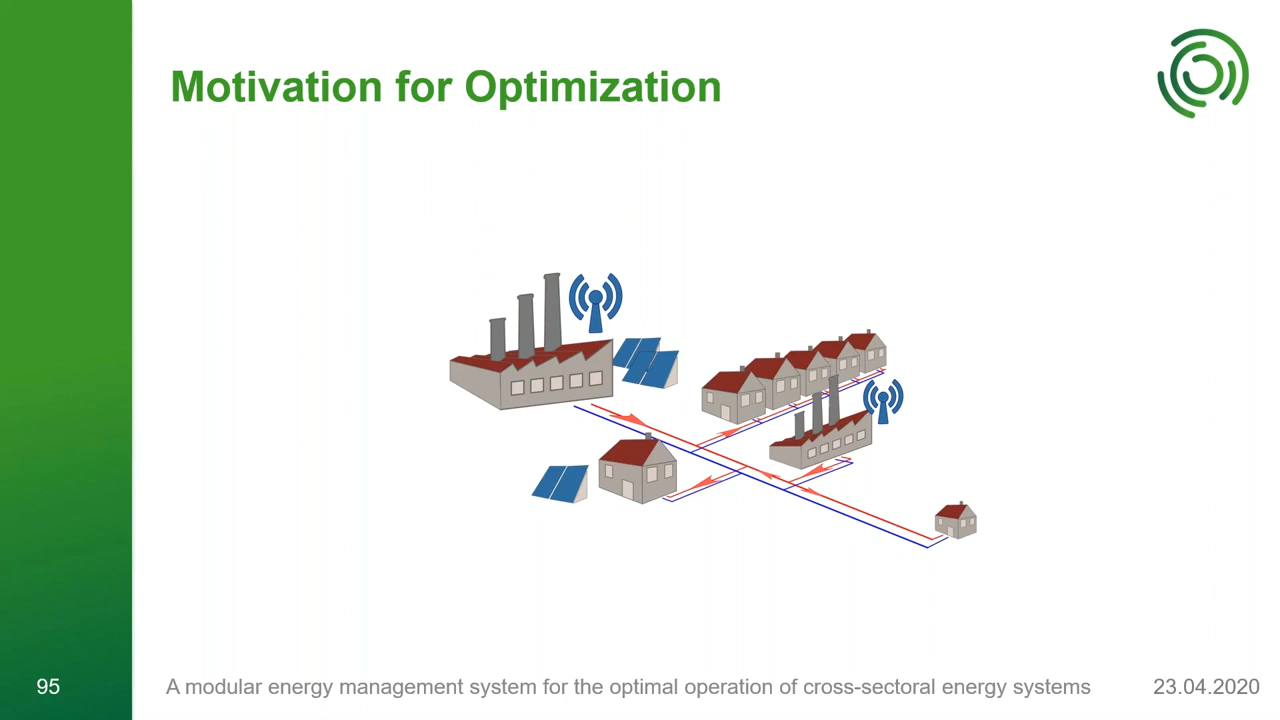 Motivation for Optimization
95
A modular energy management system for the optimal operation of cross-sectoral energy systems
23.04.2020